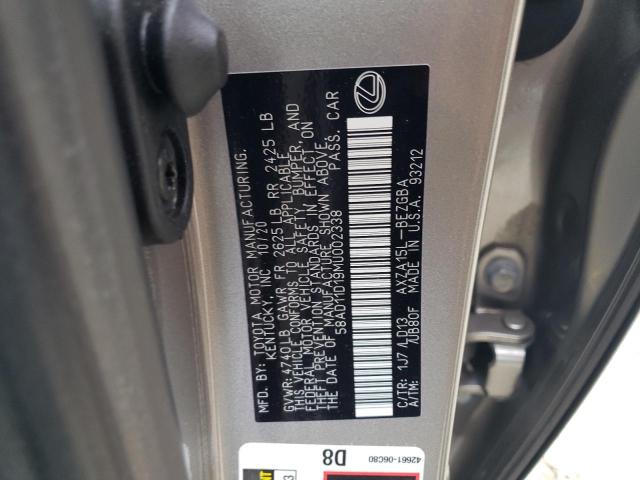 MFD. BY: TOYOTA MOTOR MANUFACTURING.
KENTUCKY, INC. 10/20
GVWR: 4740LB GAWR FR 2625LB RR 2425 LB
THIS VEHICLE CONFORMS TO ALL APPLICABLE
FEDERAL MOTOR VEHICLE SAFETY, BUMPER, AND
THEFT PREVENTION STANDARDS IN EFFECT ON
THE DATE OF MANUFACTURE SHOWN ABOVE.
58AD11D19MU002338 PASS. CAR
C/TR: 1J7 /LD13 AXZA15L-BEZGBA
A/TM: /UB80F MADE IN U.S.A. 93212
D8
42661-06C80